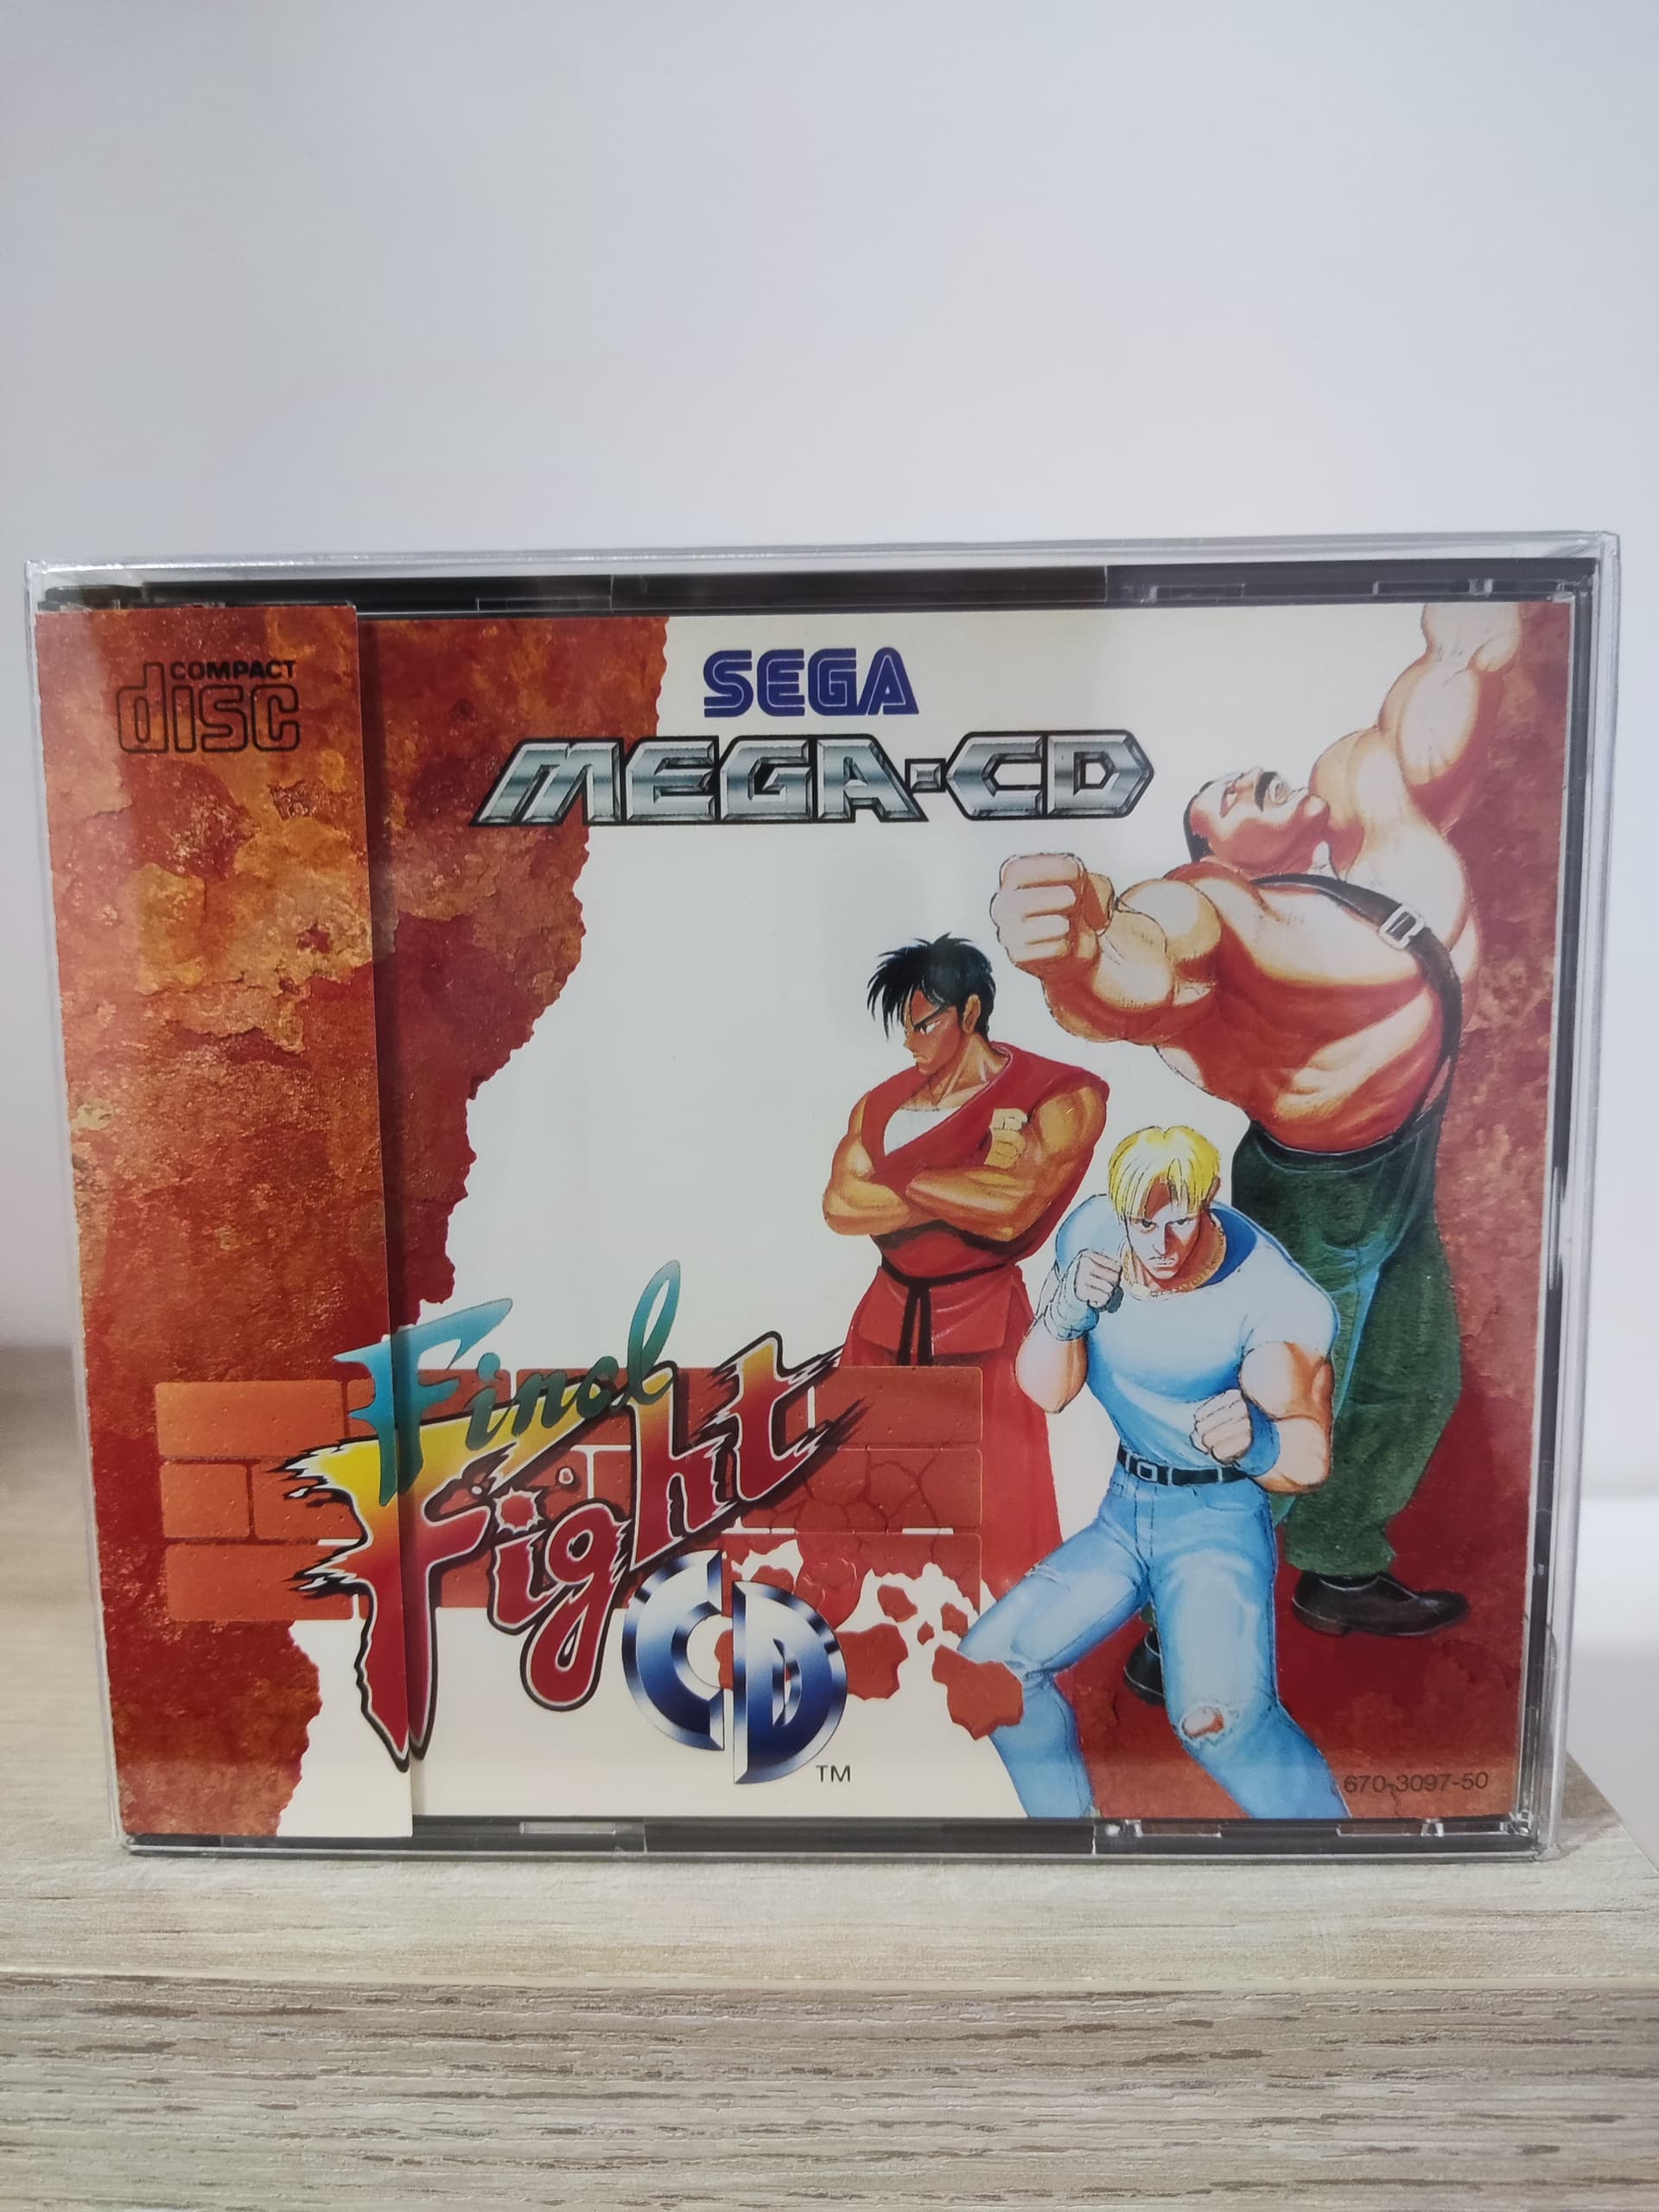 COMPACT
disc
SEGA
MEGA-CD
Final
Fight
CD
TM
670-3097-50